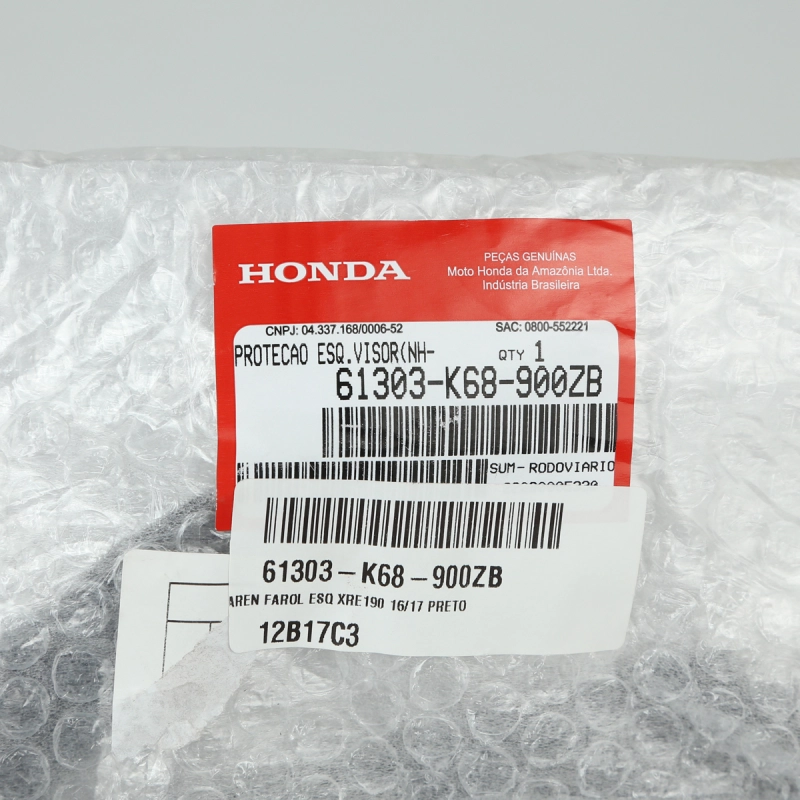 HONDA
PEÇAS GENUÍNAS
Moto Honda da Amazônia Ltda.
Indústria Brasileira
CNPJ: 04.337.168/0006-52
SAC: 0800-552221
PROTECAO ESQ.VISOR(NH-
QTY 1
61303-K68-900ZB
SUM-RODOVIARIO
61303-K68-900ZB
AREN FAROL ESQ XRE190 16/17 PRETO
12B17C3